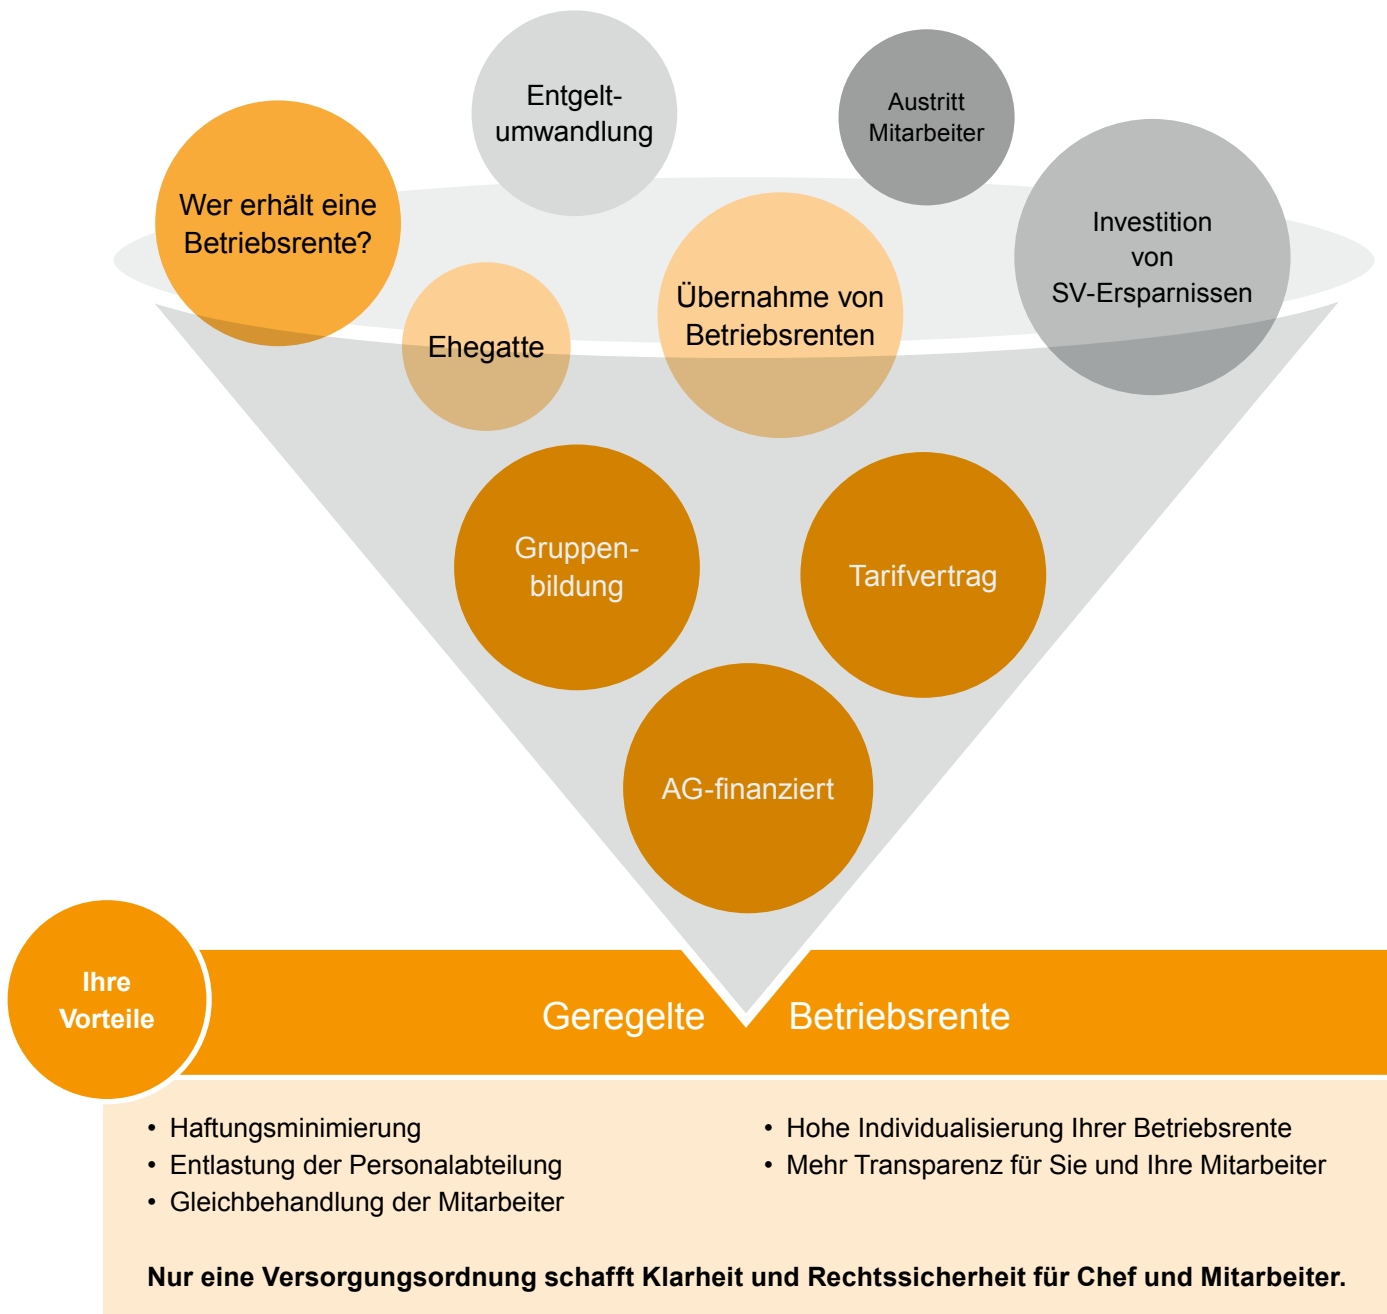 Entgelt-
umwandlung
Austritt
Mitarbeiter
Wer erhält eine
Betriebsrente?
Investition
von
SV-Ersparnissen
Übernahme von
Betriebsrenten
Ehegatte
Gruppen-
bildung
Tarifvertrag
AG-finanziert
Ihre
Vorteile
Geregelte Betriebsrente
• Haftungsminimierung
• Entlastung der Personalabteilung
• Gleichbehandlung der Mitarbeiter
• Hohe Individualisierung Ihrer Betriebsrente
• Mehr Transparenz für Sie und Ihre Mitarbeiter
Nur eine Versorgungsordnung schafft Klarheit und Rechtssicherheit für Chef und Mitarbeiter.